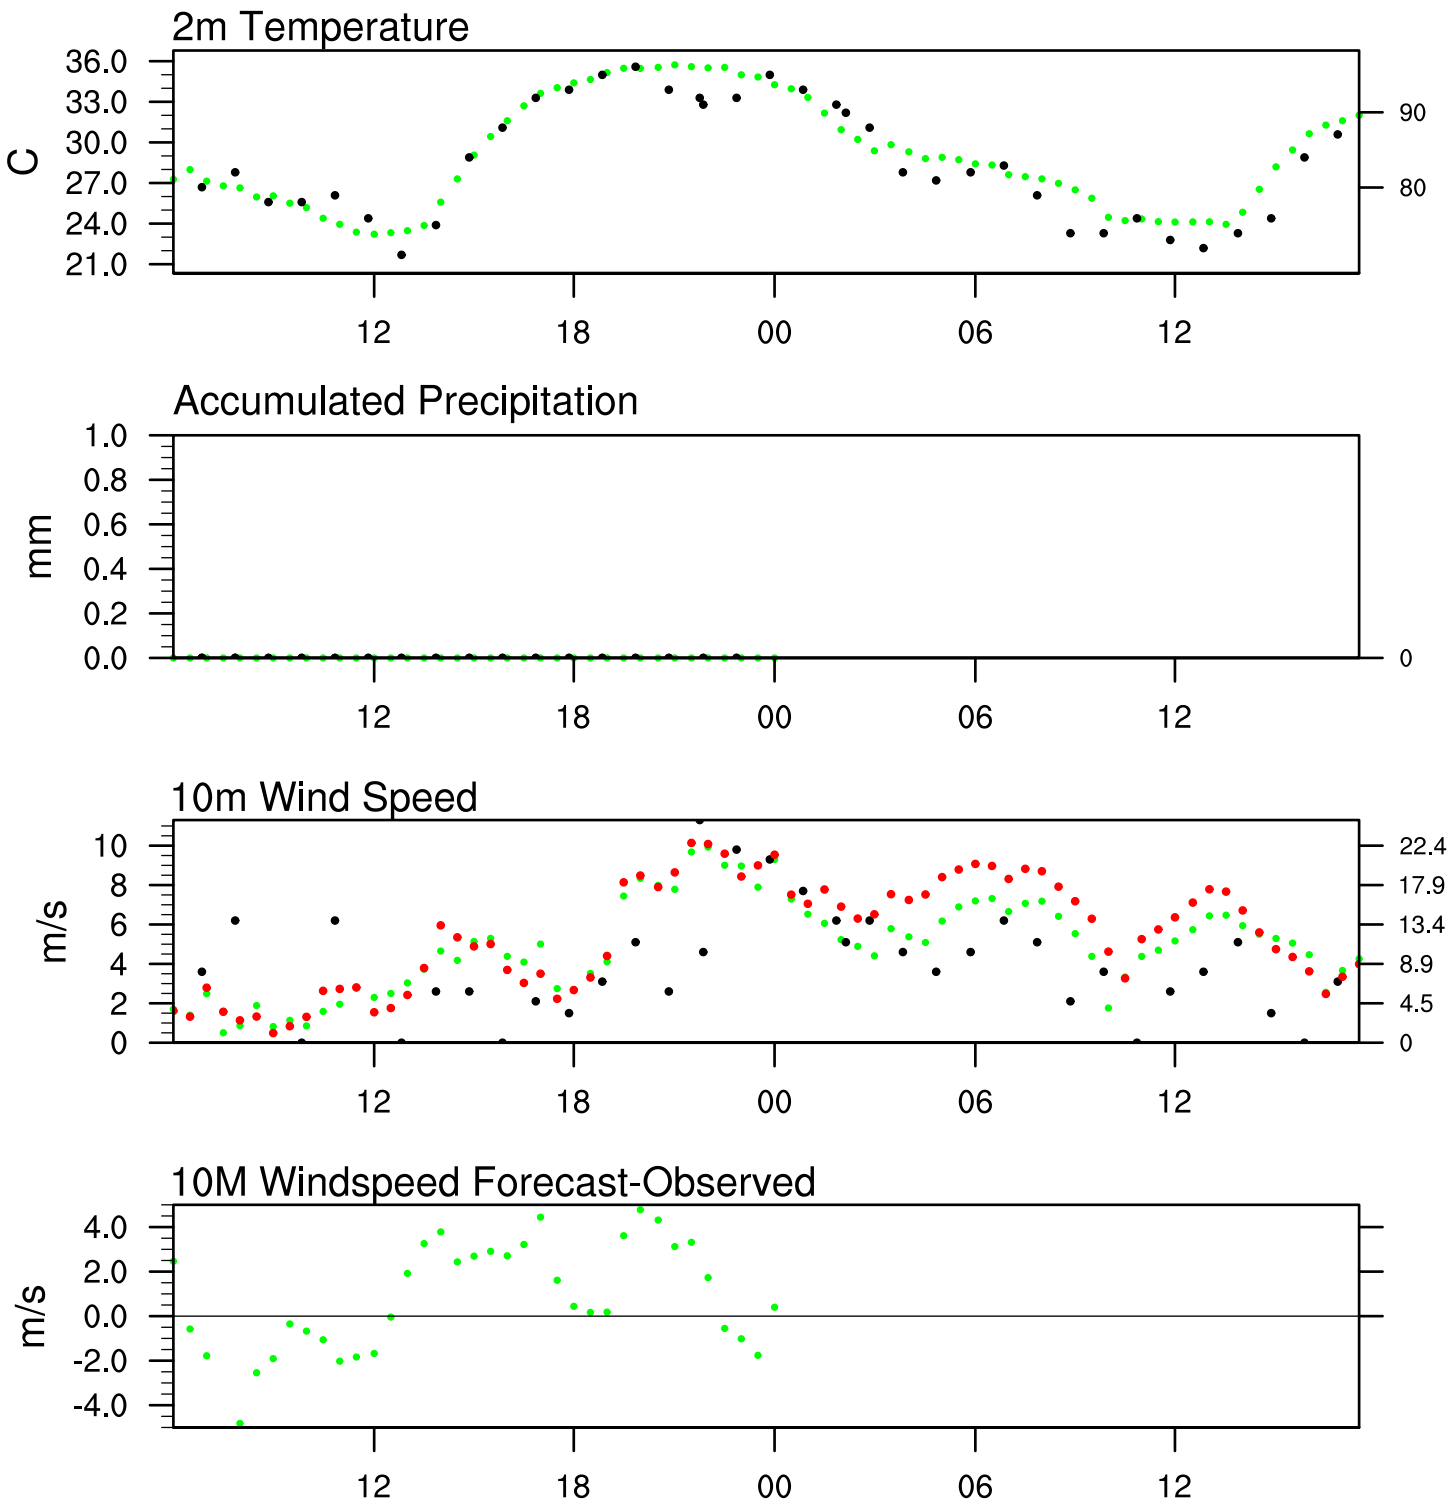 2m Temperature
36.0
33.0
30.0
27.0
24.0
21.0
C
90
80
12 18 00 06 12
Accumulated Precipitation
1.0
0.8
0.6
0.4
0.2
0.0
mm
0
12 18 00 06 12
10m Wind Speed
10
8
6
4
2
0
m/s
22.4
17.9
13.4
8.9
4.5
0
12 18 00 06 12
10M Windspeed Forecast-Observed
4.0
2.0
0.0
-2.0
-4.0
m/s
12 18 00 06 12